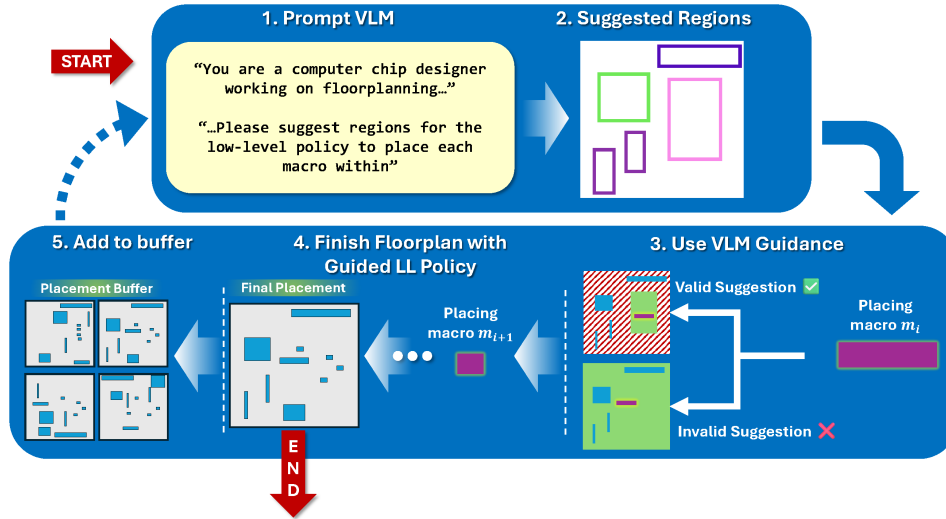 1. Prompt VLM
2. Suggested Regions
START
“You are a computer chip designer
working on floorplanning…”
“…Please suggest regions for the
low-level policy to place each
macro within”
5. Add to buffer
4. Finish Floorplan with
Guided LL Policy
3. Use VLM Guidance
Placement Buffer
Final Placement
Placing
macro mᵢ₊₁
Valid Suggestion ✅
Placing
macro mᵢ
Invalid Suggestion ❌
END